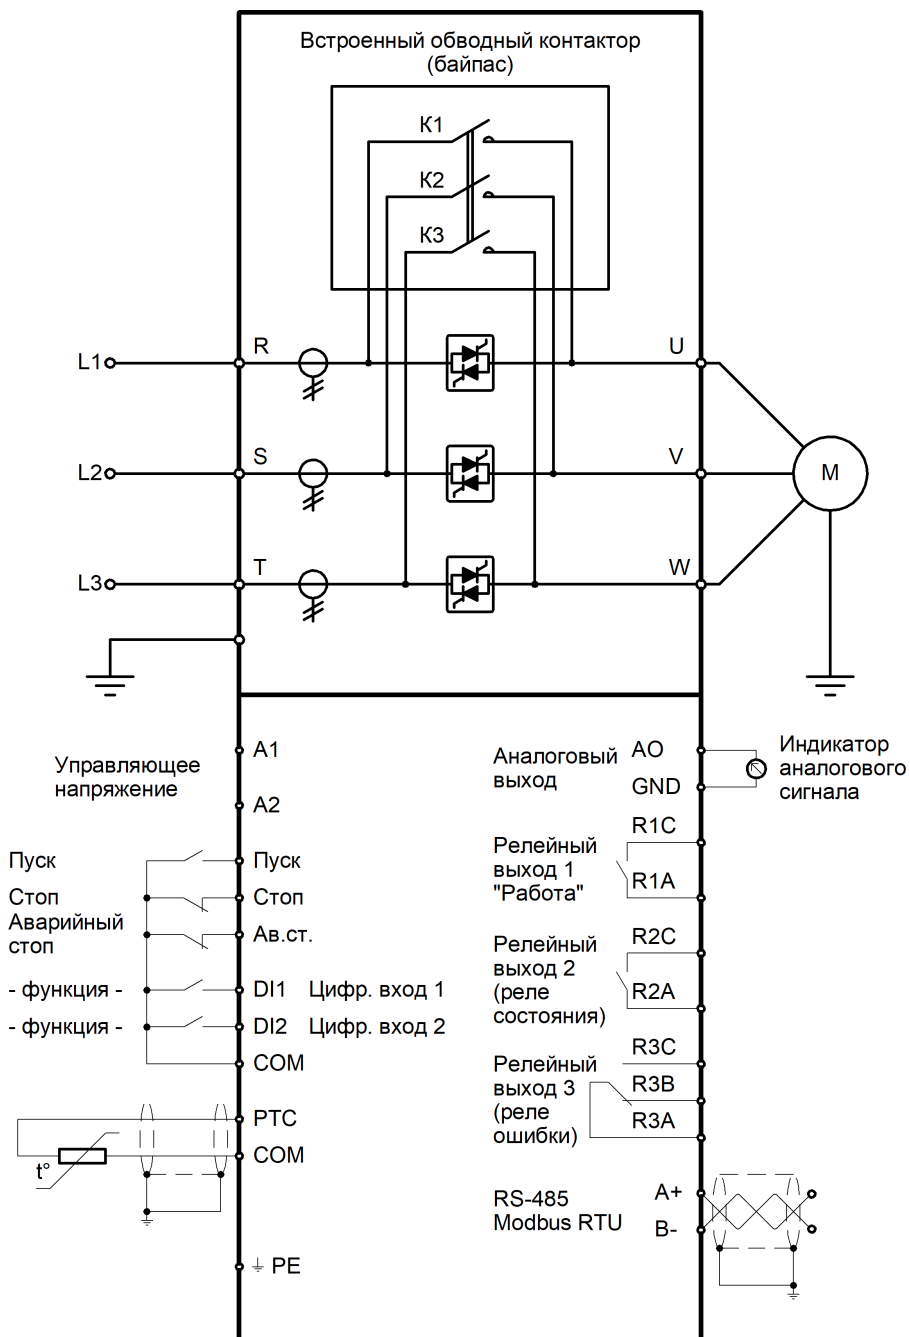 Встроенный обводный контактор
(байпас)
К1
К2
К3
R
U
L1
S
V
L2
M
T
W
L3
Управляющее
напряжение
A1
A2
Пуск
Пуск
Стоп
Стоп
Аварийный
стоп
Ав.ст.
- функция -
DI1 Цифр. вход 1
- функция -
DI2 Цифр. вход 2
COM
PTC
COM
t°
PE
Аналоговый
выход
AO
GND
Индикатор
аналогового
сигнала
Релейный
выход 1
"Работа"
R1C
R1A
Релейный
выход 2
(реле
состояния)
R2C
R2A
Релейный
выход 3
(реле
ошибки)
R3C
R3B
R3A
RS-485
Modbus RTU
A+
B-